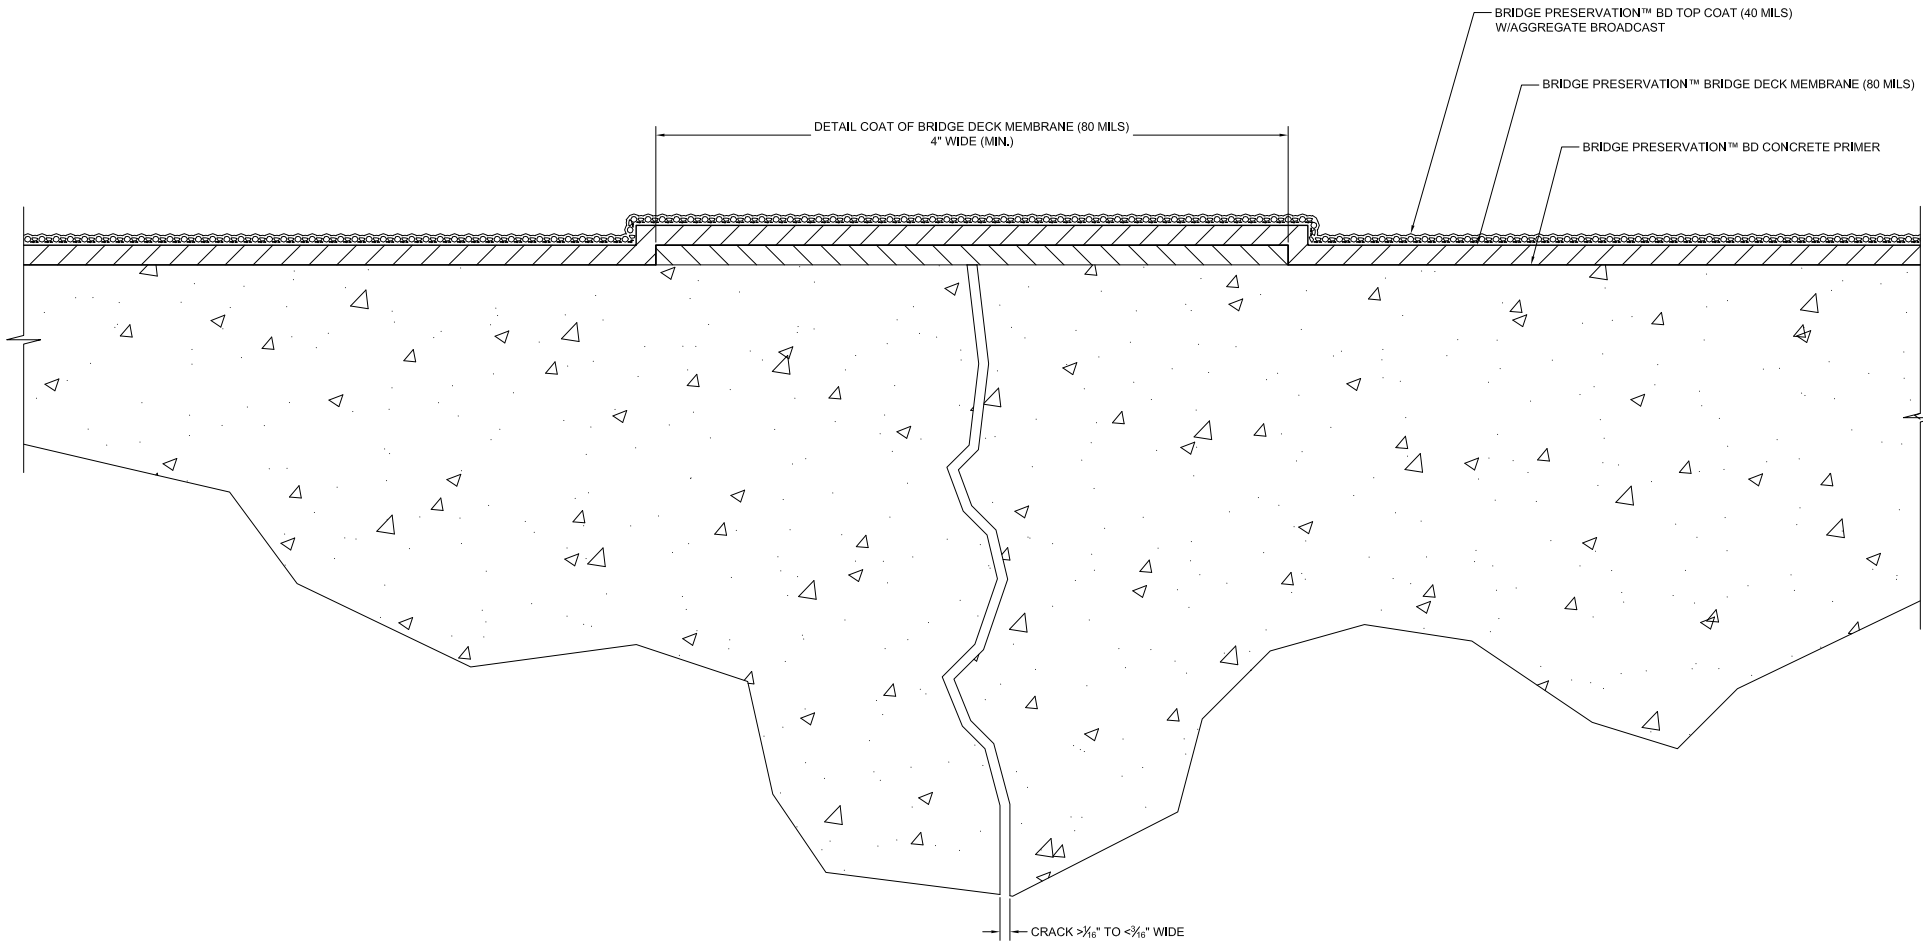 BRIDGE PRESERVATION™ BD TOP COAT (40 MILS)
W/AGGREGATE BROADCAST
BRIDGE PRESERVATION™ BRIDGE DECK MEMBRANE (80 MILS)
DETAIL COAT OF BRIDGE DECK MEMBRANE (80 MILS)
4" WIDE (MIN.)
BRIDGE PRESERVATION™ BD CONCRETE PRIMER
CRACK >1⁄16" TO <3⁄16" WIDE